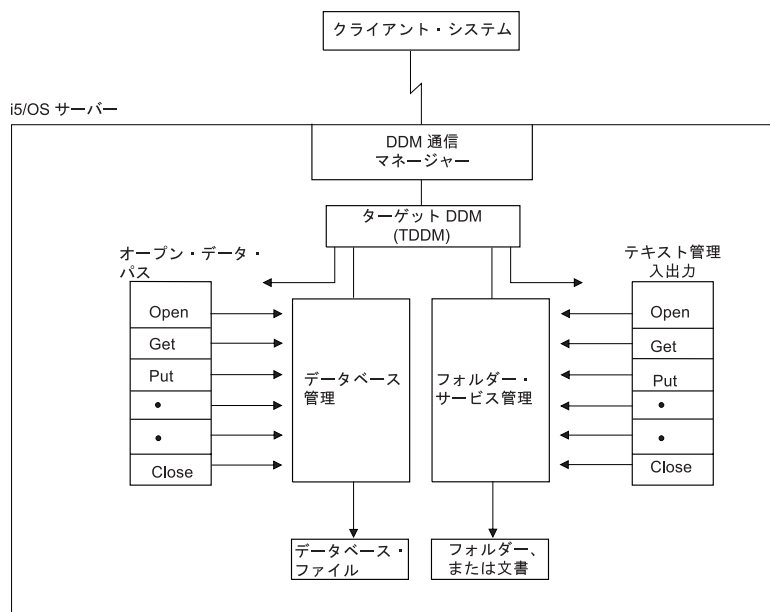 クライアント・システム
i5/OS サーバー
DDM 通信
マネージャー
ターゲット DDM
(TDDM)
オープン・データ・
パス
テキスト管理
入出力
Open
Get
Put
•
•
Close
データベース
管理
フォルダー・
サービス管理
Open
Get
Put
•
•
Close
データベース・
ファイル
フォルダー、
または文書